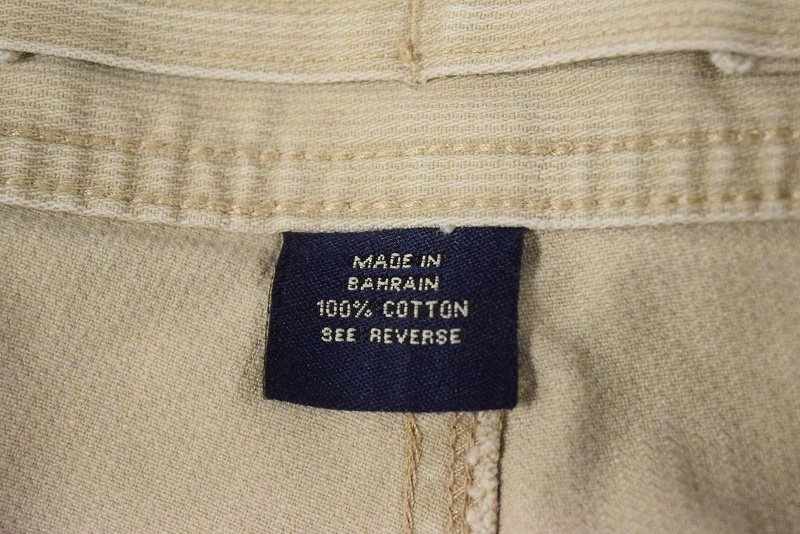 MADE IN
BAHRAIN
100% COTTON
SEE REVERSE